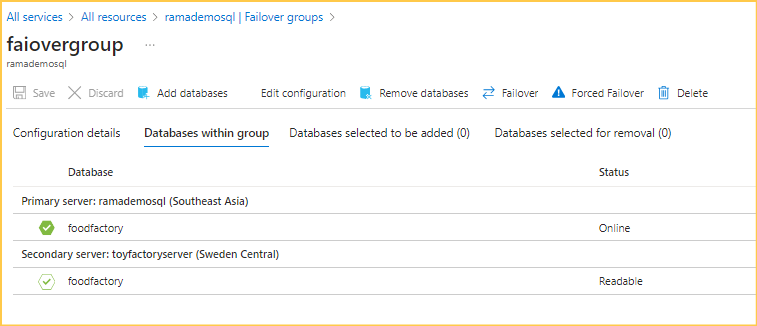 All services > All resources > ramademosql | Failover groups >
faiovergroup ...
ramademosql
Save Discard Add databases Edit configuration Remove databases Failover Forced Failover Delete
Configuration details Databases within group Databases selected to be added (0) Databases selected for removal (0)
Database Status
Primary server: ramademosql (Southeast Asia)
foodfactory Online
Secondary server: toyfactoryserver (Sweden Central)
foodfactory Readable